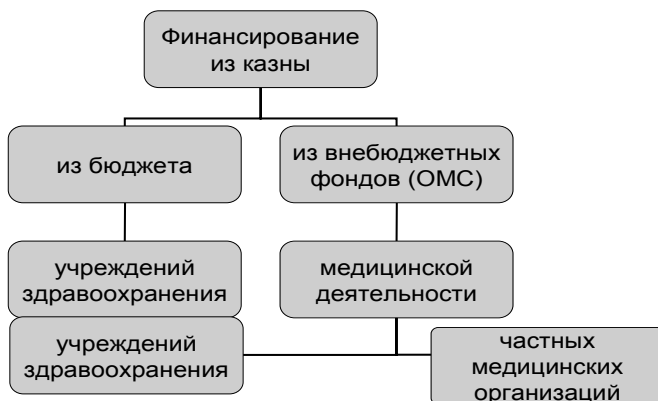 Финансирование
из казны
из бюджета
из внебюджетных
фондов (ОМС)
учреждений
здравоохранения
медицинской
деятельности
учреждений
здравоохранения
частных
медицинских
организаций